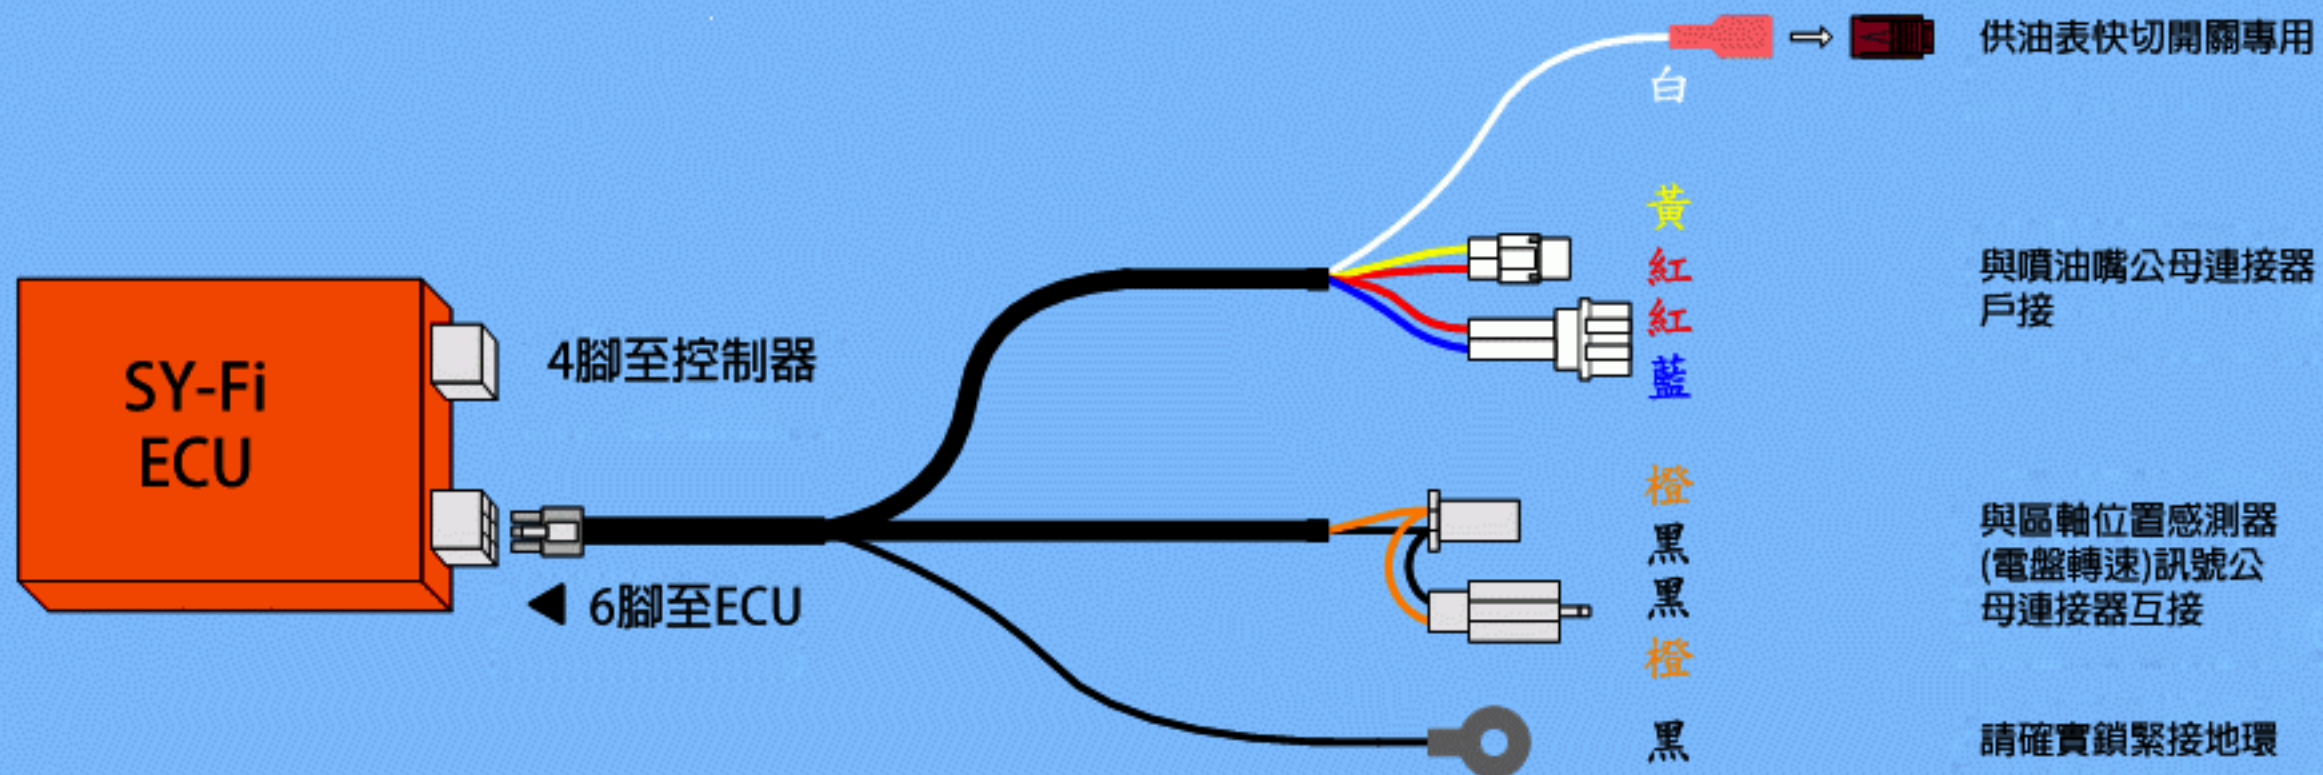 供油表快切開關專用
白
黃
紅
紅
藍
與噴油嘴公母連接器
戶接
SY-Fi
ECU
4腳至控制器
6腳至ECU
橙
黑
黑
橙
與區軸位置感測器
(電盤轉速)訊號公
母連接器互接
黑
請確實鎖緊接地環